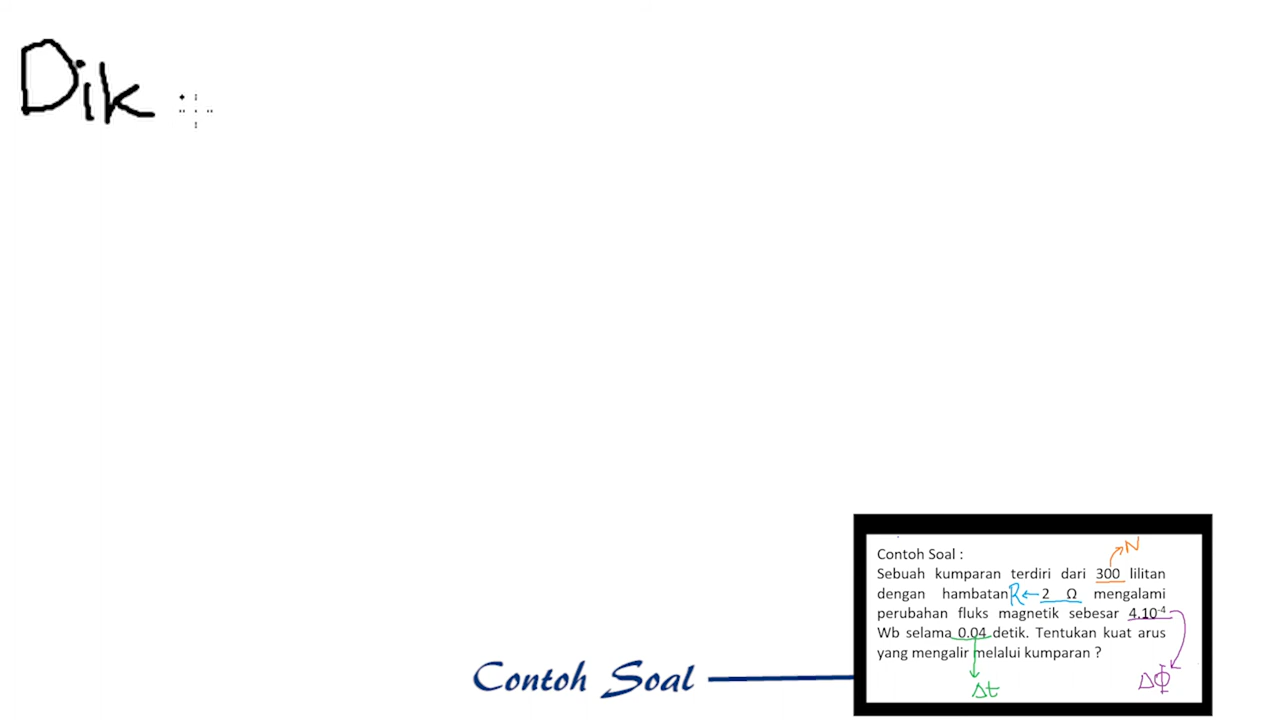 Dik :
Contoh Soal
Contoh Soal :
N
Sebuah kumparan terdiri dari 300 lilitan
dengan hambatan R ← 2 Ω mengalami
perubahan fluks magnetik sebesar 4.10⁻⁴
Wb selama 0.04 detik. Tentukan kuat arus
yang mengalir melalui kumparan ?
Δt
ΔΦ